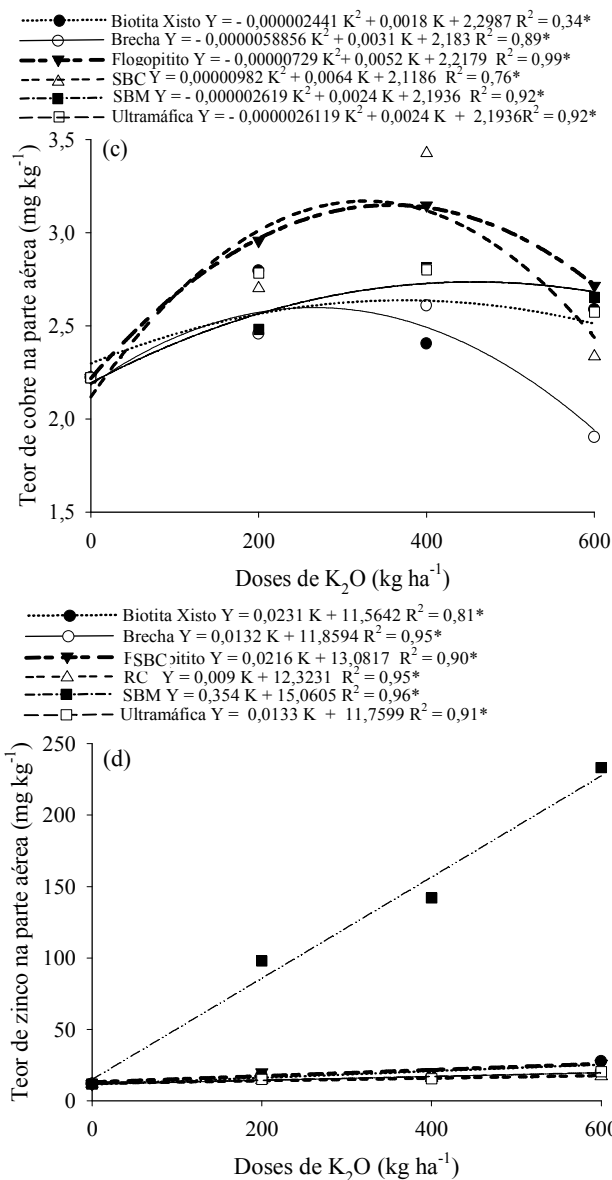 Biotita Xisto Y = - 0,000002441 K² + 0,0018 K + 2,2987 R² = 0,34*
Brecha Y = - 0,0000058856 K² + 0,0031 K + 2,183 R² = 0,89*
Flogopitito Y = - 0,00000729 K²+ 0,0052 K + 2,2179 R² = 0,99*
SBC Y = 0,00000982 K² + 0,0064 K + 2,1186 R² = 0,76*
SBM Y = -0,000002619 K² + 0,0024 K + 2,1936 R² = 0,92*
Ultramáfica Y = - 0,0000026119 K² + 0,0024 K + 2,1936R² = 0,92*
(c)
Teor de cobre na parte aérea (mg kg⁻¹)
3,5
3,0
2,5
2,0
1,5
0 200 400 600
Doses de K₂O (kg ha⁻¹)
Biotita Xisto Y = 0,0231 K + 11,5642 R² = 0,81*
Brecha Y = 0,0132 K + 11,8594 R² = 0,95*
SBC Y = 0,0216 K + 13,0817 R² = 0,90*
RC Y = 0,009 K + 12,3231 R² = 0,95*
SBM Y = 0,354 K + 15,0605 R² = 0,96*
Ultramáfica Y = 0,0133 K + 11,7599 R² = 0,91*
(d)
Teor de zinco na parte aérea (mg kg⁻¹)
250
200
150
100
50
0
0 200 400 600
Doses de K₂O (kg ha⁻¹)